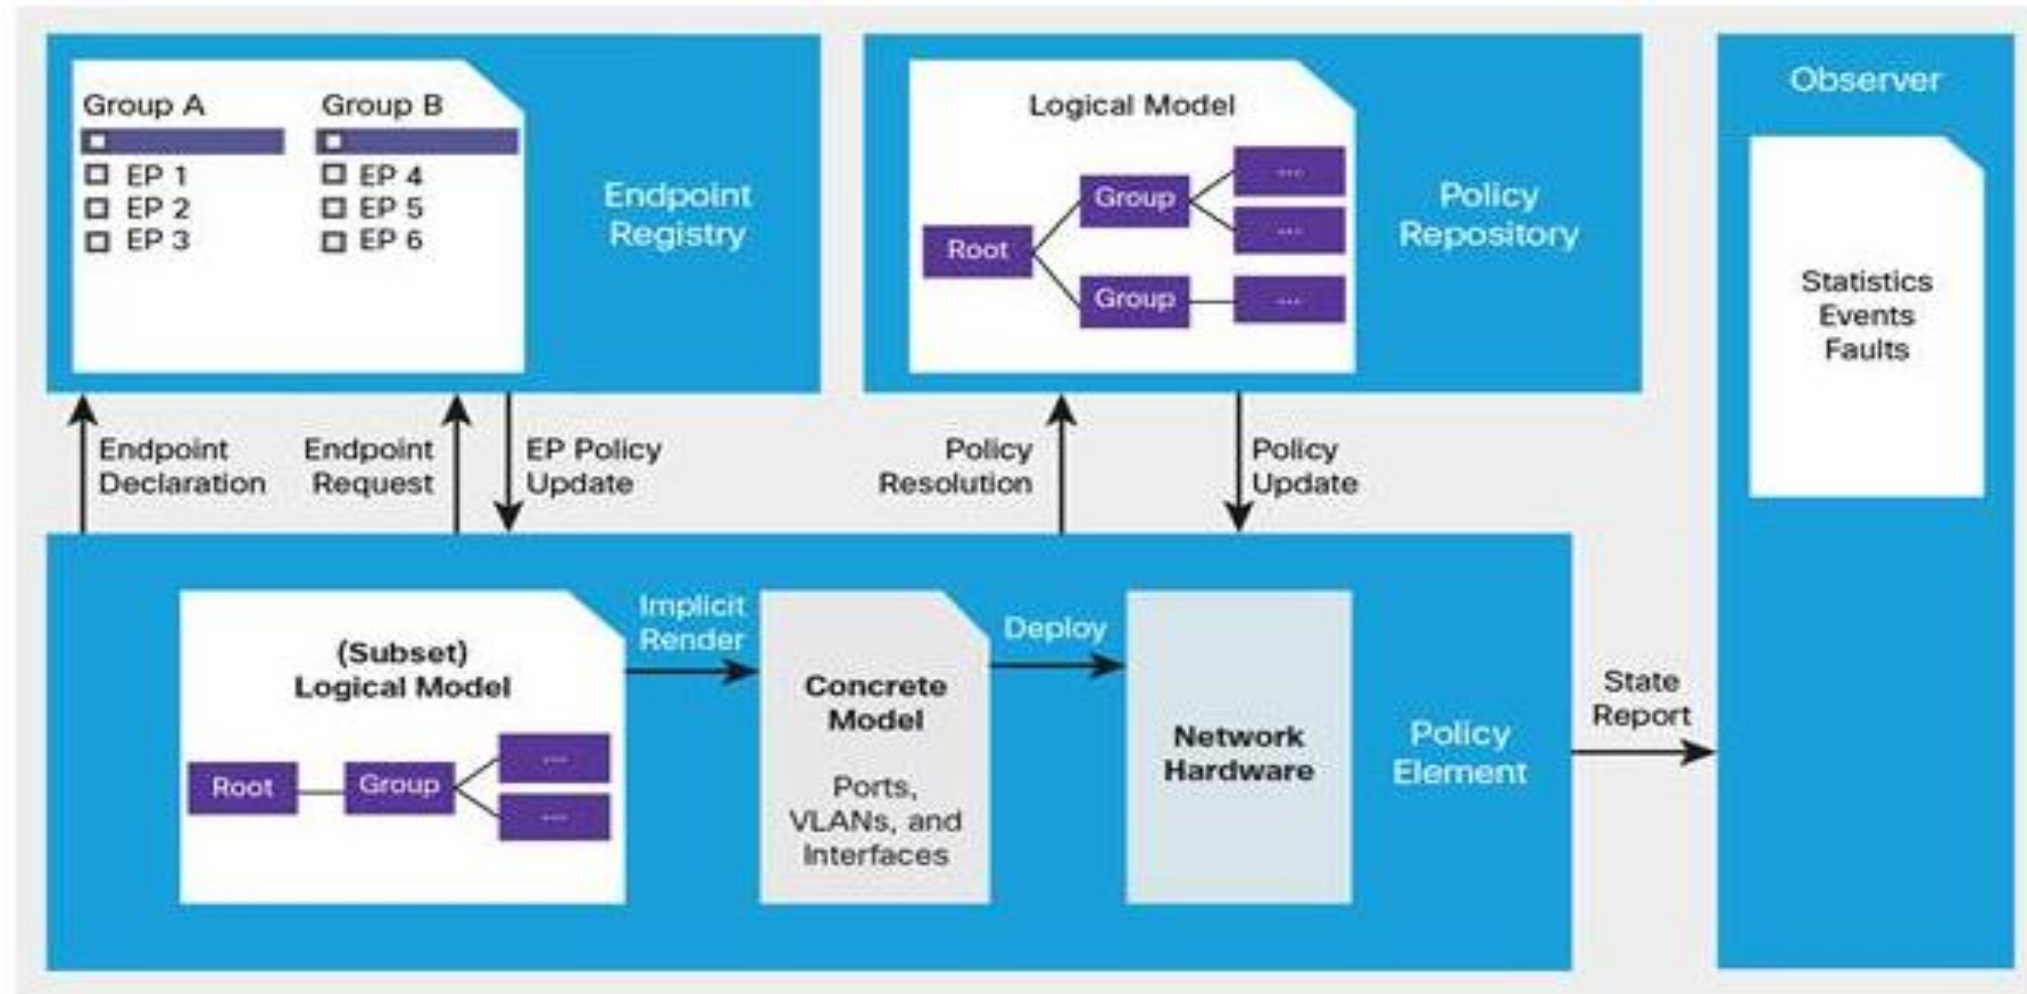 Group A
Group B
EP 1
EP 2
EP 3
EP 4
EP 5
EP 6
Endpoint
Registry
Logical Model
Root
Group
...
...
Group
...
Policy
Repository
Observer
Statistics
Events
Faults
Endpoint
Declaration
Endpoint
Request
EP Policy
Update
Policy
Resolution
Policy
Update
(Subset)
Logical Model
Root
Group
...
...
Implicit
Render
Concrete
Model
Ports,
VLANs, and
Interfaces
Deploy
Network
Hardware
Policy
Element
State
Report